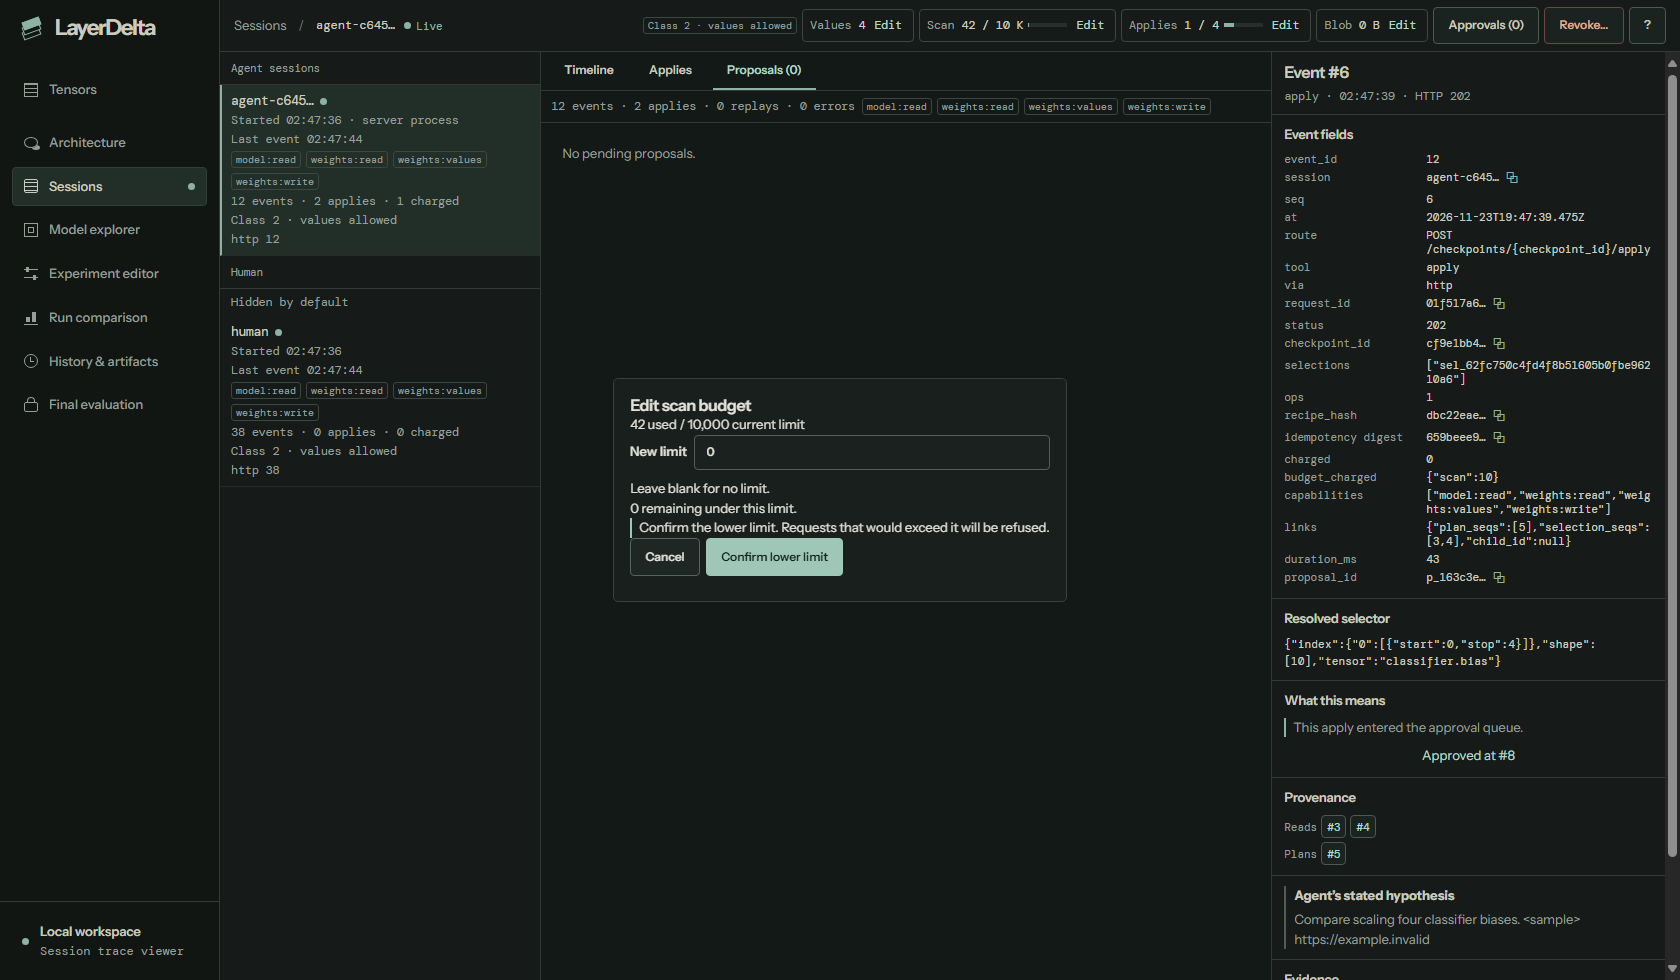 LayerDelta
Tensors
Architecture
Sessions
Model explorer
Experiment editor
Run comparison
History & artifacts
Final evaluation
Local workspace
Session trace viewer
Sessions / agent-c645… Live
Class 2 · values allowed
Values 4 Edit
Scan 42 / 10 K Edit
Applies 1 / 4 Edit
Blob 0 B Edit
Approvals (0)
Revoke…
?
Agent sessions
agent-c645…
Started 02:47:36 · server process
Last event 02:47:44
model:read weights:read weights:values
weights:write
12 events · 2 applies · 1 charged
Class 2 · values allowed
http 12
Human
Hidden by default
human
Started 02:47:36
Last event 02:47:44
model:read weights:read weights:values
weights:write
38 events · 0 applies · 0 charged
Class 2 · values allowed
http 38
Timeline Applies Proposals (0)
12 events · 2 applies · 0 replays · 0 errors model:read weights:read weights:values weights:write
No pending proposals.
Edit scan budget
42 used / 10,000 current limit
New limit 0
Leave blank for no limit.
0 remaining under this limit.
Confirm the lower limit. Requests that would exceed it will be refused.
Cancel Confirm lower limit
Event #6
apply · 02:47:39 · HTTP 202
Event fields
event_id 12
session agent-c645…
seq 6
at 2026-11-23T19:47:39.475Z
route POST
/checkpoints/{checkpoint_id}/apply
tool apply
via http
request_id 01f517a6…
status 202
checkpoint_id cf9e1bb4…
selections ["sel_62fc750c4fd4f8b51605b0fbe962
10a6"]
ops 1
recipe_hash dbc22eae…
idempotency digest 659beee9…
charged 0
budget_charged {"scan":10}
capabilities ["model:read","weights:read","weig
hts:values","weights:write"]
links {"plan_seqs":[5],"selection_seqs":
[3,4],"child_id":null}
duration_ms 43
proposal_id p_163c3e…
Resolved selector
{"index":{"0":[{"start":0,"stop":4}]},"shape":
[10],"tensor":"classifier.bias"}
What this means
This apply entered the approval queue.
Approved at #8
Provenance
Reads #3 #4
Plans #5
Agent's stated hypothesis
Compare scaling four classifier biases. <sample>
https://example.invalid
Evidence